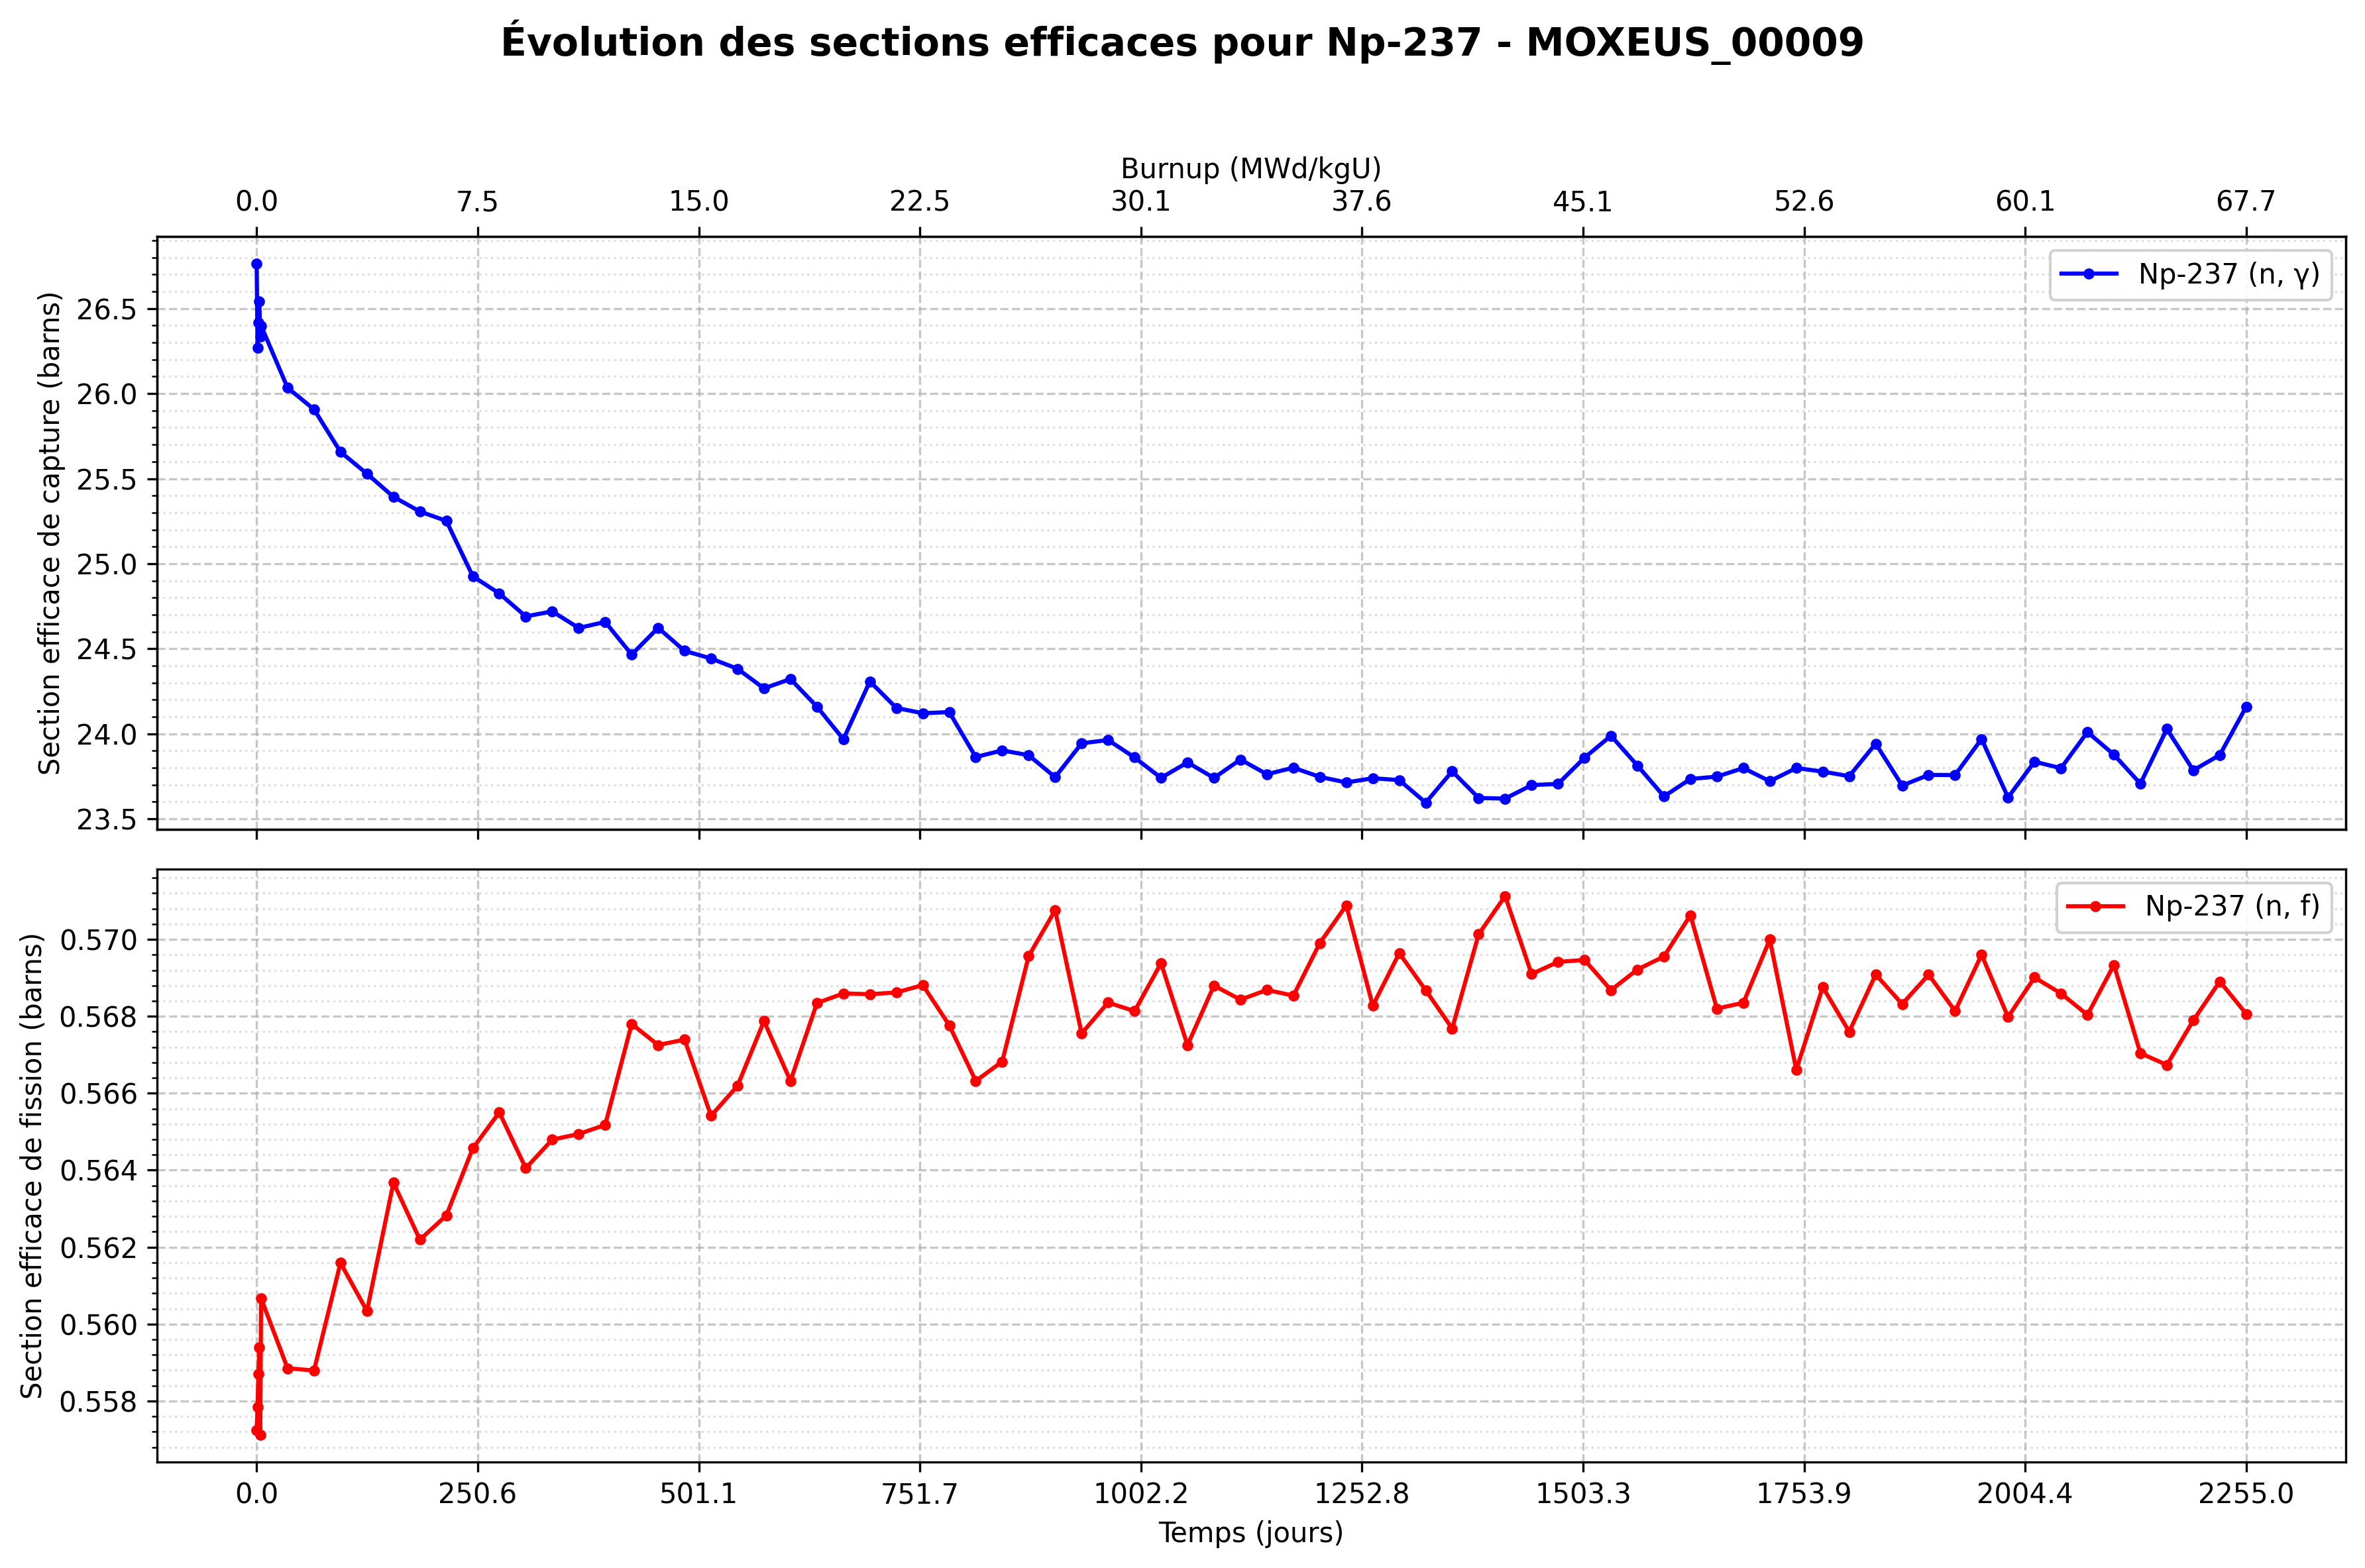 Évolution des sections efficaces pour Np-237 - MOXEUS_00009
Burnup (MWd/kgU)
0.0 7.5 15.0 22.5 30.1 37.6 45.1 52.6 60.1 67.7
Np-237 (n, γ)
Section efficace de capture (barns)
26.5
26.0
25.5
25.0
24.5
24.0
23.5
Np-237 (n, f)
Section efficace de fission (barns)
0.570
0.568
0.566
0.564
0.562
0.560
0.558
0.0 250.6 501.1 751.7 1002.2 1252.8 1503.3 1753.9 2004.4 2255.0
Temps (jours)